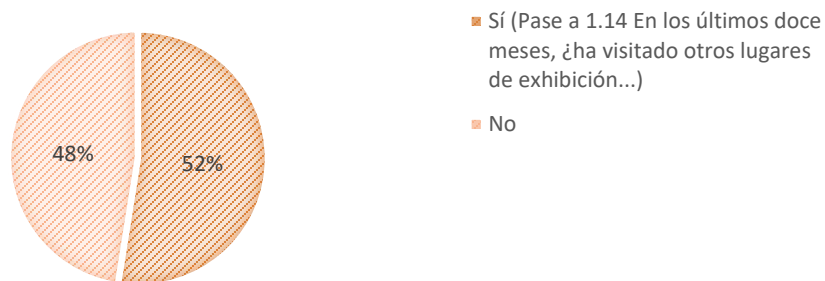 Sí (Pase a 1.14 En los últimos doce
meses, ¿ha visitado otros lugares
de exhibición...)
No
48%
52%